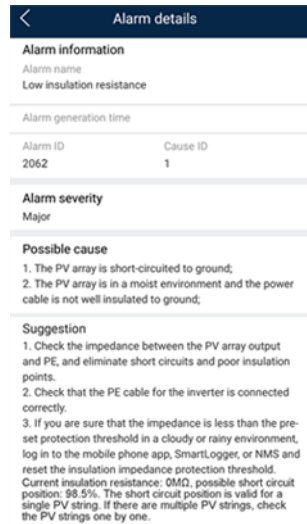 Alarm details
Alarm information
Alarm name
Low insulation resistance
Alarm generation time
Alarm ID Cause ID
2062 1
Alarm severity
Major
Possible cause
1. The PV array is short-circuited to ground;
2. The PV array is in a moist environment and the power
cable is not well insulated to ground;
Suggestion
1. Check the impedance between the PV array output
and PE, and eliminate short circuits and poor insulation
points.
2. Check that the PE cable for the inverter is connected
correctly.
3. If you are sure that the impedance is less than the pre-
set protection threshold in a cloudy or rainy environment,
log in to the mobile phone app, SmartLogger, or NMS and
reset the insulation impedance protection threshold.
Current insulation resistance: 0MΩ, possible short circuit
position: 98.5%. The short circuit position is valid for a
single PV string. If there are multiple PV strings, check
the PV strings one by one.